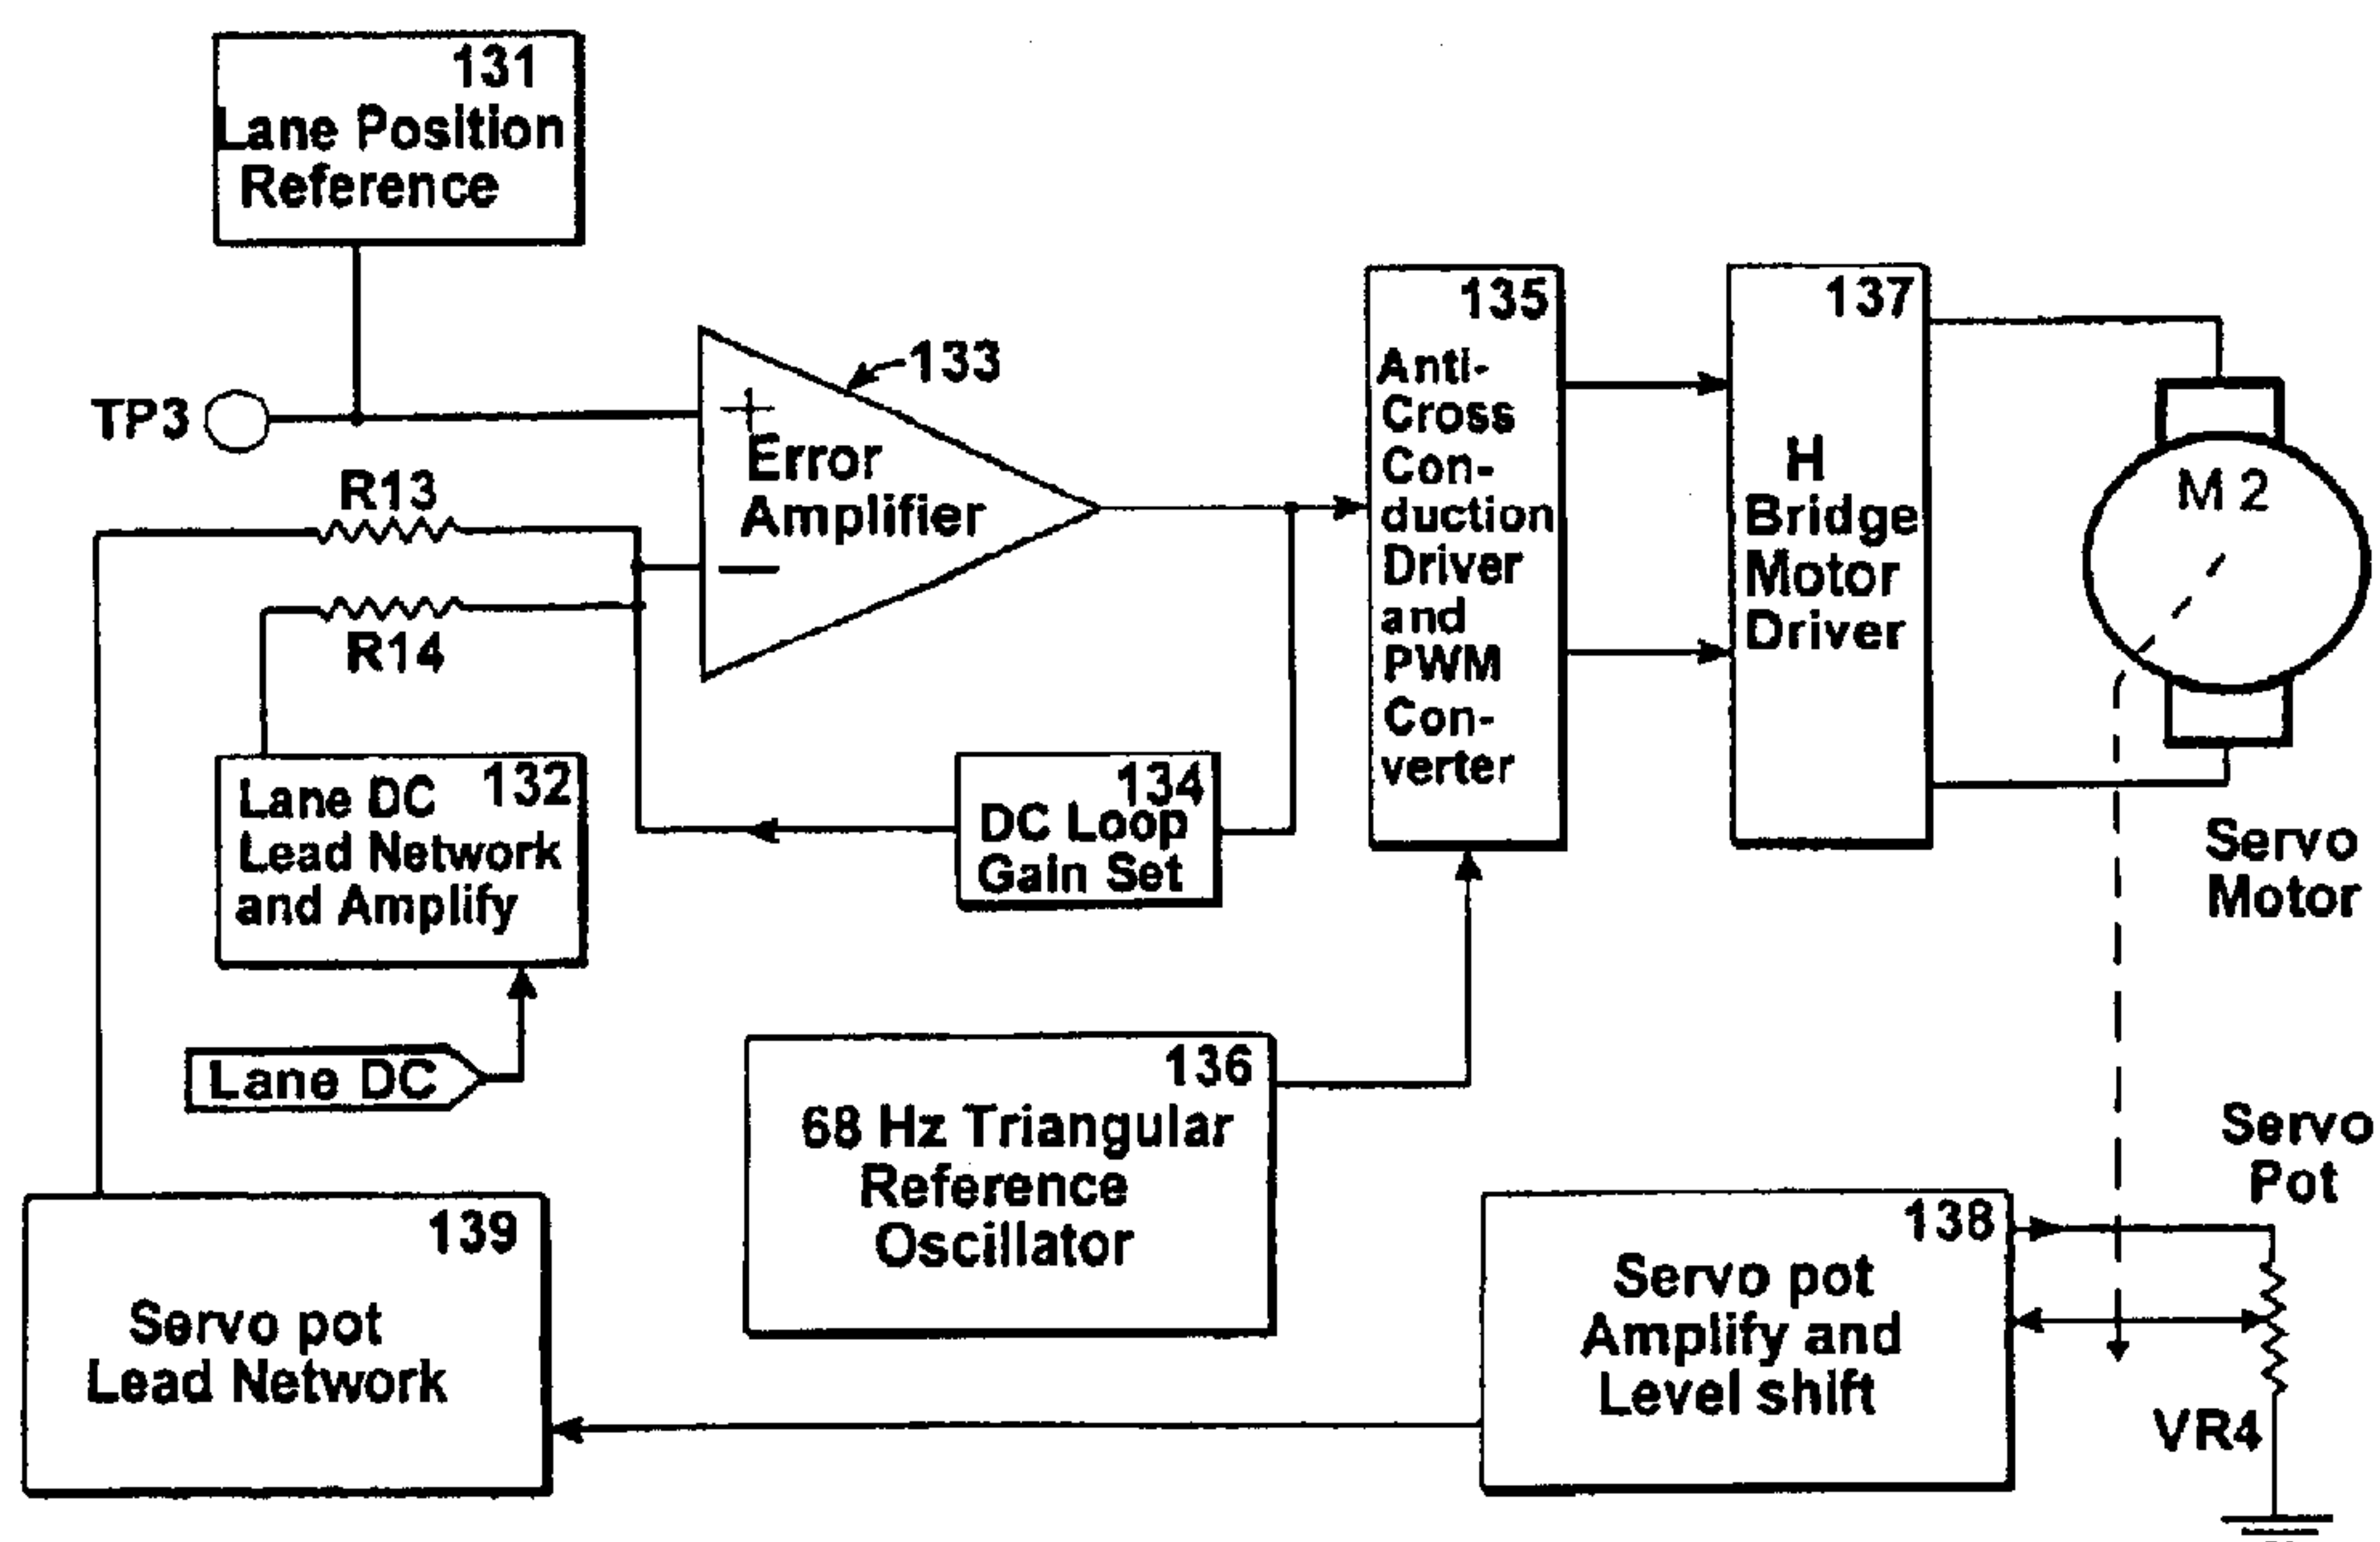 131
Lane Position
Reference
TP3
R13
R14
+
Error
Amplifier
133
135
Anti-
Cross
Con-
duction
Driver
and
PWM
Con-
verter
137
H
Bridge
Motor
Driver
M 2
Servo
Motor
132
Lane DC
Lead Network
and Amplify
Lane DC
134
DC Loop
Gain Set
136
68 Hz Triangular
Reference
Oscillator
139
Servo pot
Lead Network
138
Servo pot
Amplify and
Level shift
Servo
Pot
VR4